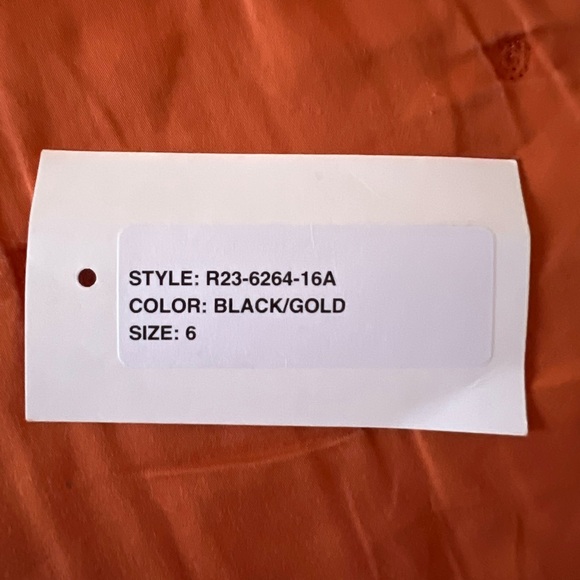 STYLE: R23-6264-16A
COLOR: BLACK/GOLD
SIZE: 6